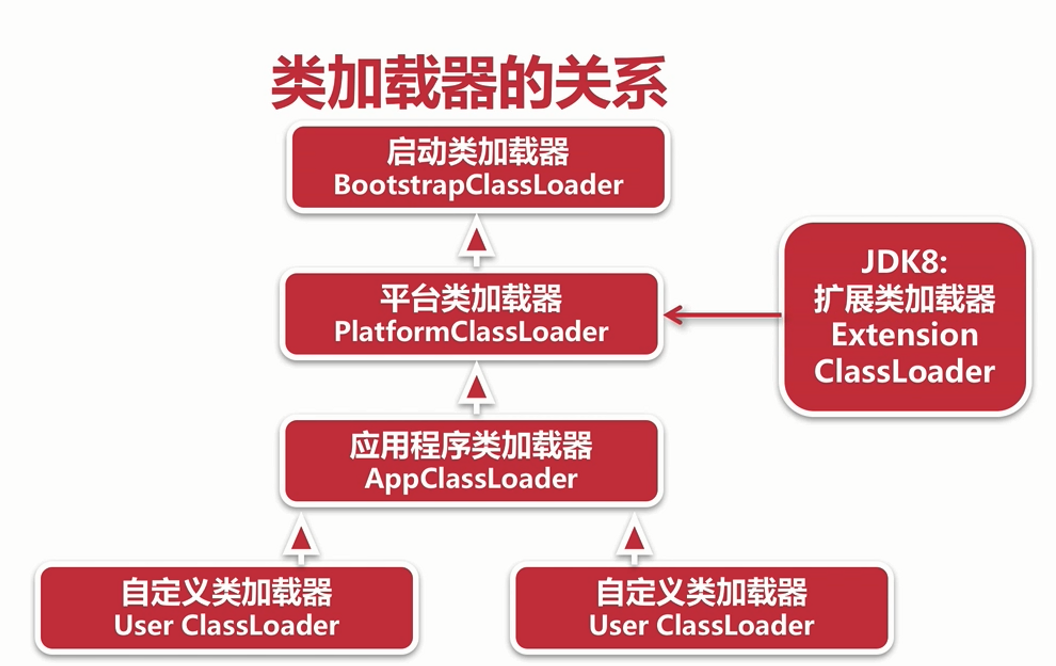 类加载器的关系
启动类加载器
BootstrapClassLoader
平台类加载器
PlatformClassLoader
JDK8:
扩展类加载器
Extension
ClassLoader
应用程序类加载器
AppClassLoader
自定义类加载器
User ClassLoader
自定义类加载器
User ClassLoader